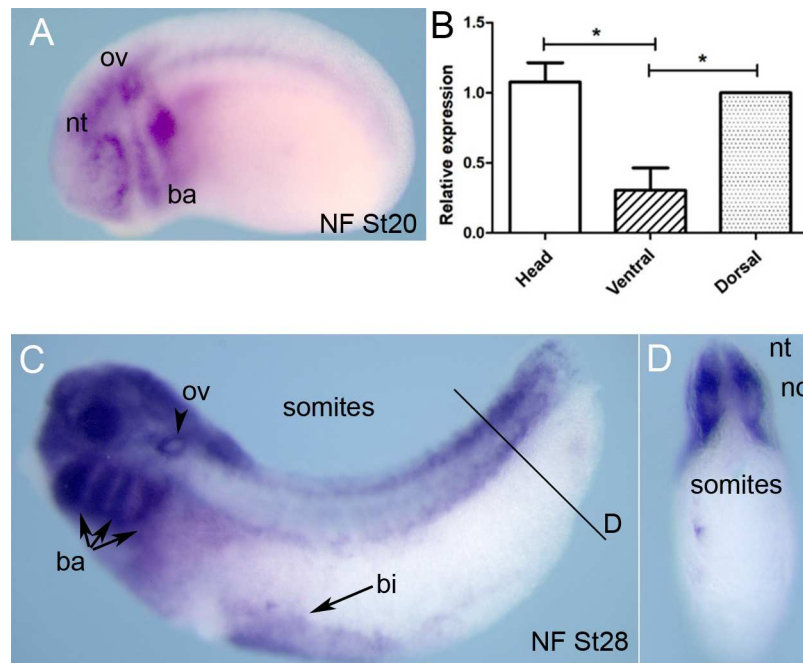 A
ov
nt
ba
NF St20
B
1.5
1.0
0.5
0.0
Relative expression
* *
Head
Ventral
Dorsal
C
ov
somites
ba
bi
D
NF St28
D
nt
no
somites